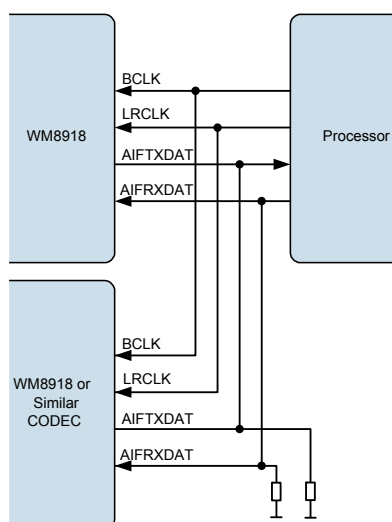 WM8918
BCLK
LRCLK
AIFTXDAT
AIFRXDAT
Processor
WM8918 or
Similar
CODEC
BCLK
LRCLK
AIFTXDAT
AIFRXDAT